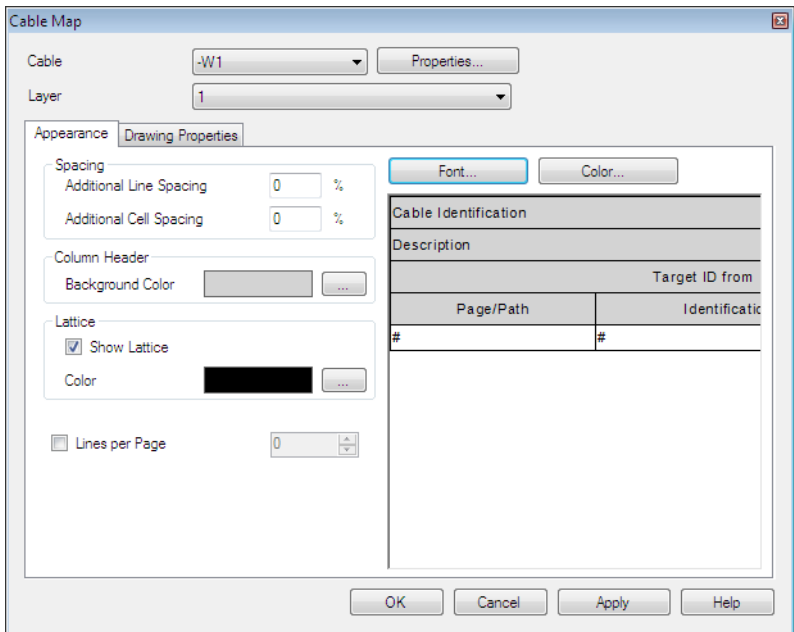 Cable Map
Cable -W1 Properties...
Layer 1
Appearance Drawing Properties
Spacing
Additional Line Spacing 0 %
Additional Cell Spacing 0 %
Column Header
Background Color ...
Lattice
Show Lattice
Color ...
Lines per Page 0
Font... Color...
Cable Identification
Description
Target ID from
Page/Path Identificatio
# #
OK Cancel Apply Help